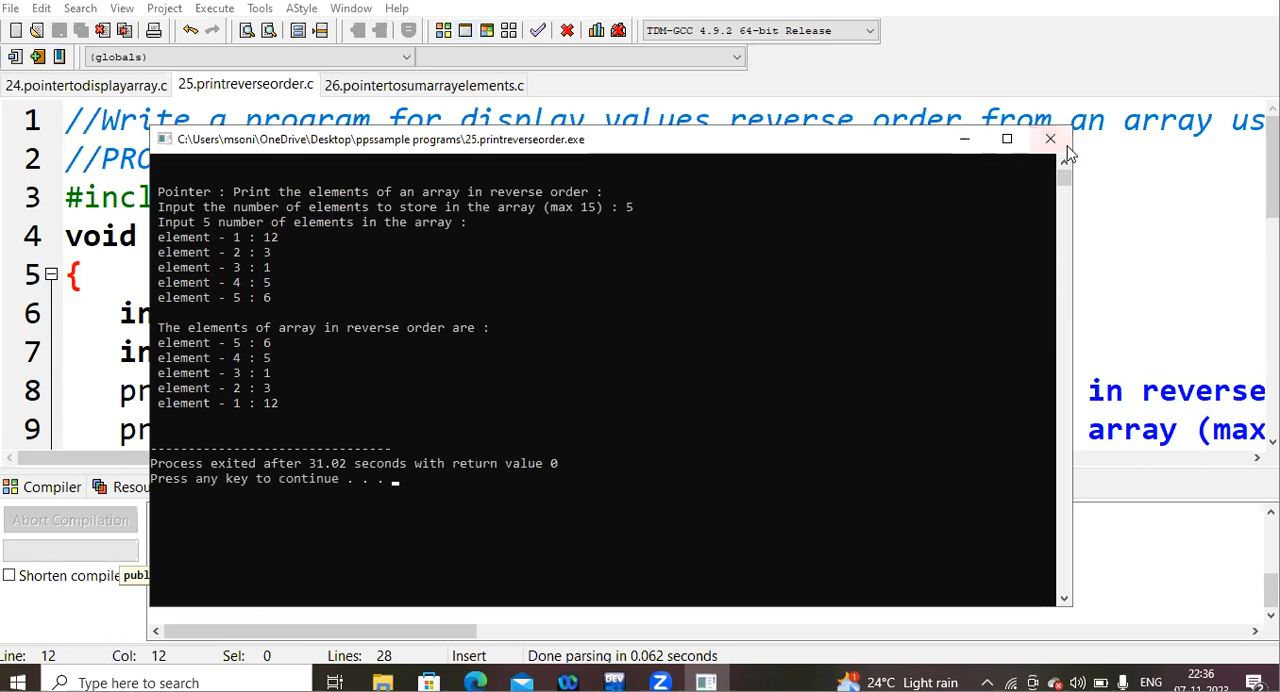 File Edit Search View Project Execute Tools AStyle Window Help
TDM-GCC 4.9.2 64-bit Release
(globals)
24.pointertodisplayarray.c 25.printreverseorder.c 26.pointertosumarrayelements.c
1 //Write a program for display values reverse order from an array us
C:\Users\msoni\OneDrive\Desktop\ppssample programs\25.printreverseorder.exe
2 //PRO
3 #incl
4 void
5 {
6 in
7 in
8 pr in reverse
9 pr array (max
Pointer : Print the elements of an array in reverse order :
Input the number of elements to store in the array (max 15) : 5
Input 5 number of elements in the array :
element - 1 : 12
element - 2 : 3
element - 3 : 1
element - 4 : 5
element - 5 : 6
The elements of array in reverse order are :
element - 5 : 6
element - 4 : 5
element - 3 : 1
element - 2 : 3
element - 1 : 12
--------------------------------
Process exited after 31.02 seconds with return value 0
Press any key to continue . . .
Compiler Resou
Abort Compilation
Shorten compile publ
Line: 12 Col: 12 Sel: 0 Lines: 28 Insert Done parsing in 0.062 seconds
Type here to search DEV 24°C Light rain ENG 22:36
07-11-2023